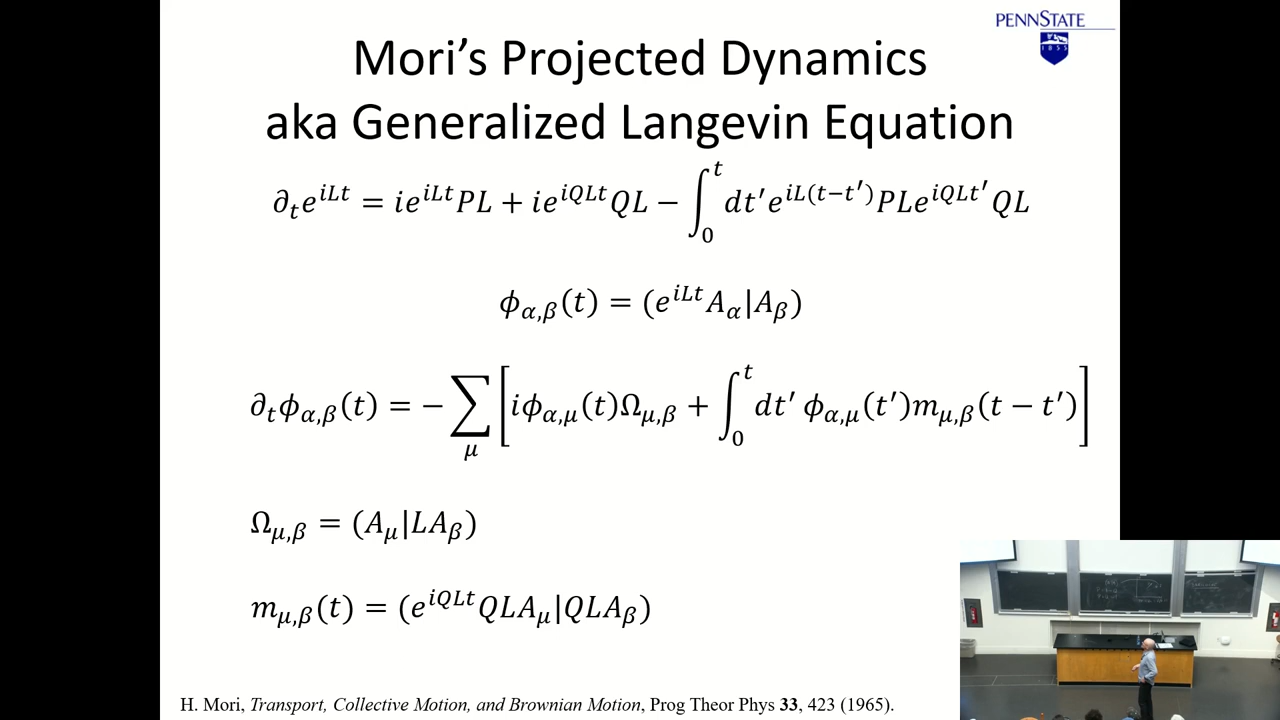 PENNSTATE
1855
Mori's Projected Dynamics
aka Generalized Langevin Equation
∂ₜe^{iLt} = ie^{iLt}PL + ie^{iQLt}QL − ∫₀ᵗ dt′e^{iL(t−t′)}PLe^{iQLt′}QL
ϕ_{α,β}(t) = (e^{iLt}A_α|A_β)
∂ₜϕ_{α,β}(t) = −∑_μ [iϕ_{α,μ}(t)Ω_{μ,β} + ∫₀ᵗ dt′ ϕ_{α,μ}(t′)m_{μ,β}(t − t′)]
Ω_{μ,β} = (A_μ|LA_β)
m_{μ,β}(t) = (e^{iQLt}QLA_μ|QLA_β)
H. Mori, Transport, Collective Motion, and Brownian Motion, Prog Theor Phys 33, 423 (1965).